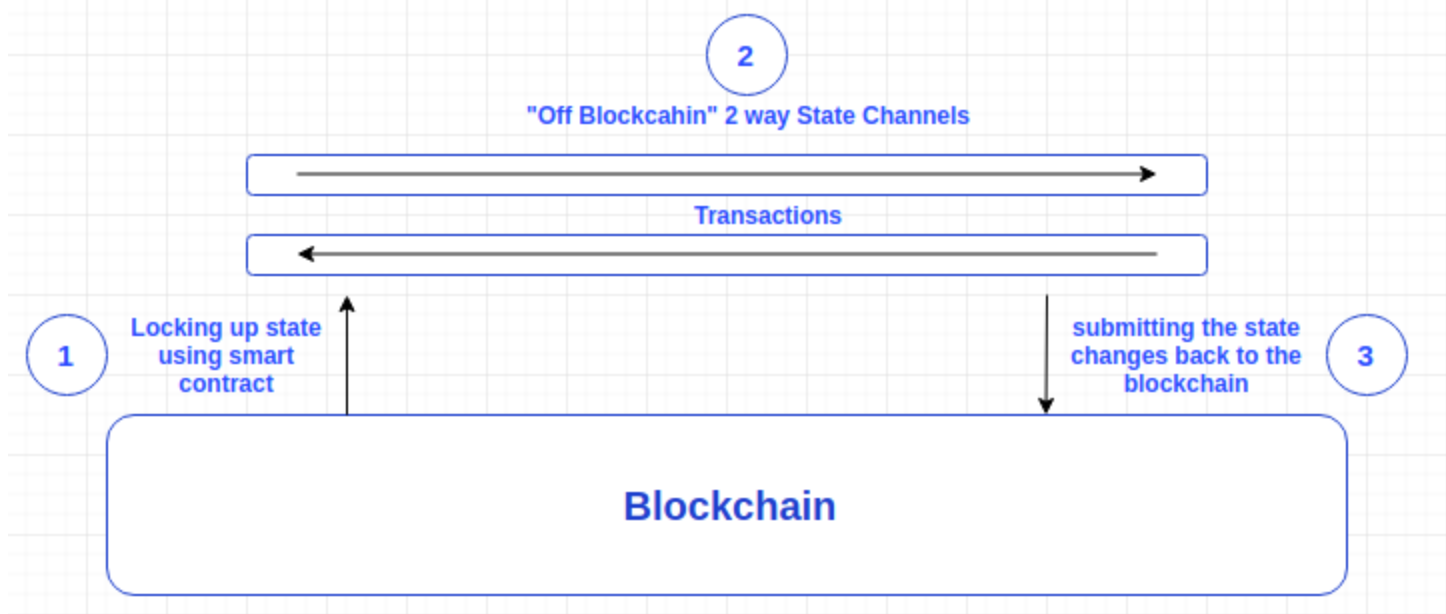 2
"Off Blockcahin" 2 way State Channels
Transactions
1
Locking up state
using smart
contract
submitting the state
changes back to the
blockchain
3
Blockchain